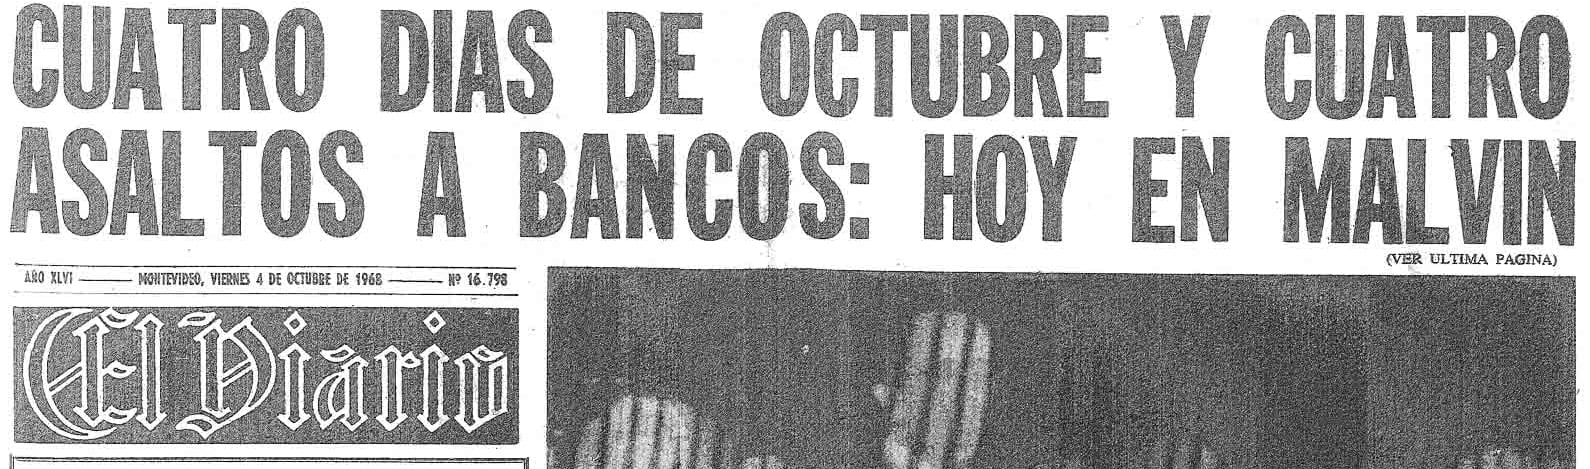 CUATRO DIAS DE OCTUBRE Y CUATRO
ASALTOS A BANCOS: HOY EN MALVIN
(VER ULTIMA PAGINA)
AÑO XLVI — MONTEVIDEO, VIERNES 4 DE OCTUBRE DE 1968 — Nº 16.798
El Diario